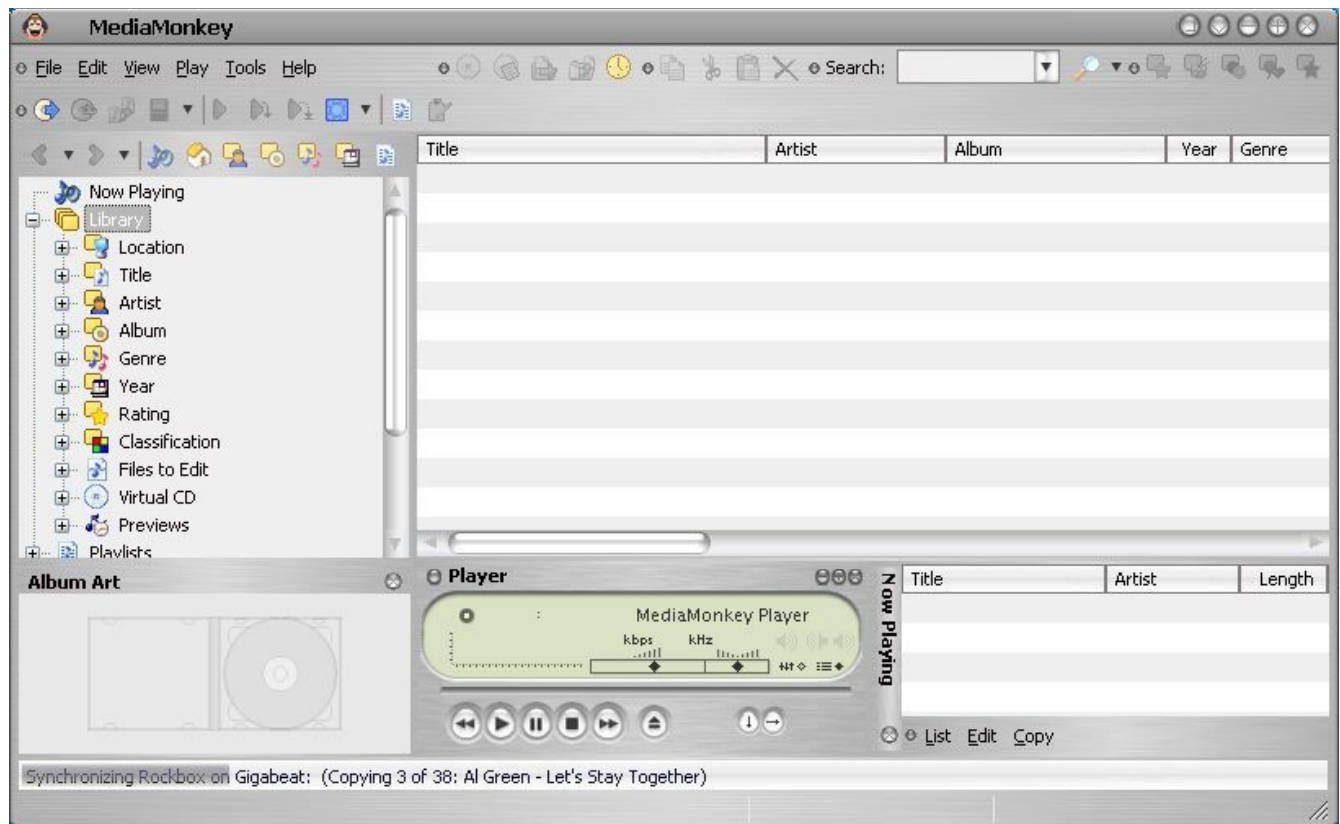 MediaMonkey
File Edit View Play Tools Help
Search:
Title Artist Album Year Genre
Now Playing
Library
Location
Title
Artist
Album
Genre
Year
Rating
Classification
Files to Edit
Virtual CD
Previews
Playlists
Album Art
Player
MediaMonkey Player
kbps kHz
Now Playing
Title Artist Length
List Edit Copy
Synchronizing Rockbox on Gigabeat: (Copying 3 of 38: Al Green - Let's Stay Together)